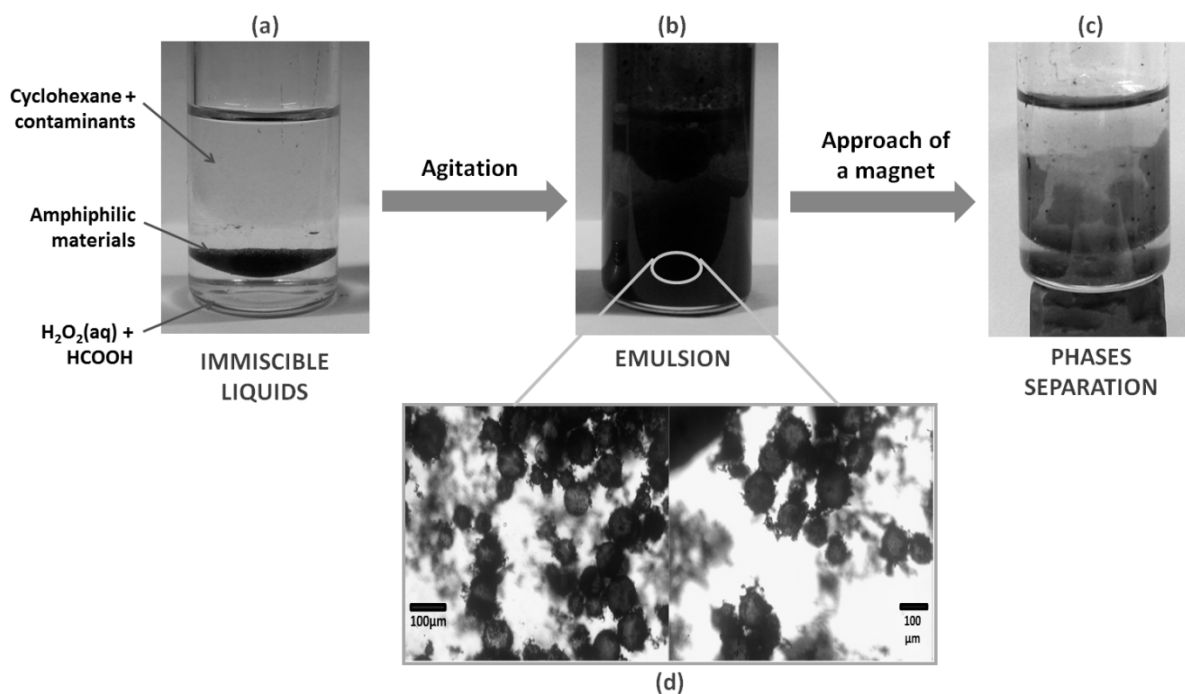 (a)
(b)
(c)
Cyclohexane +
contaminants
Amphiphilic
materials
H₂O₂(aq) +
HCOOH
Agitation
Approach of
a magnet
IMMISCIBLE
LIQUIDS
EMULSION
PHASES
SEPARATION
100µm
100
µm
(d)